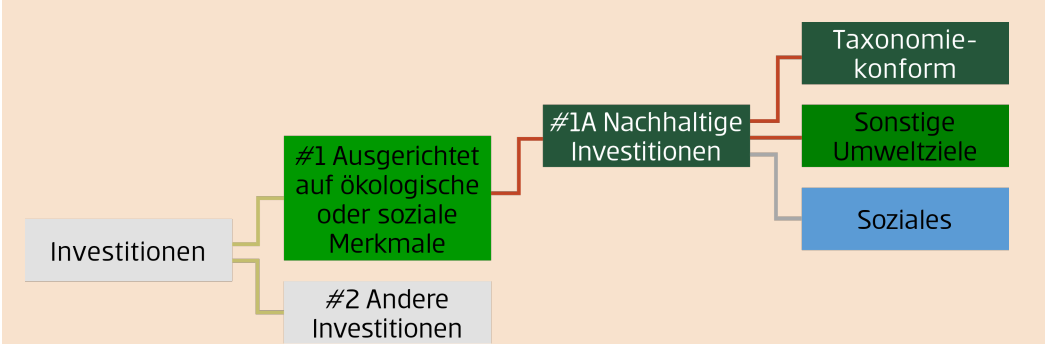 Investitionen
#1 Ausgerichtet
auf ökologische
oder soziale
Merkmale
#2 Andere
Investitionen
#1A Nachhaltige
Investitionen
Taxonomie-
konform
Sonstige
Umweltziele
Soziales